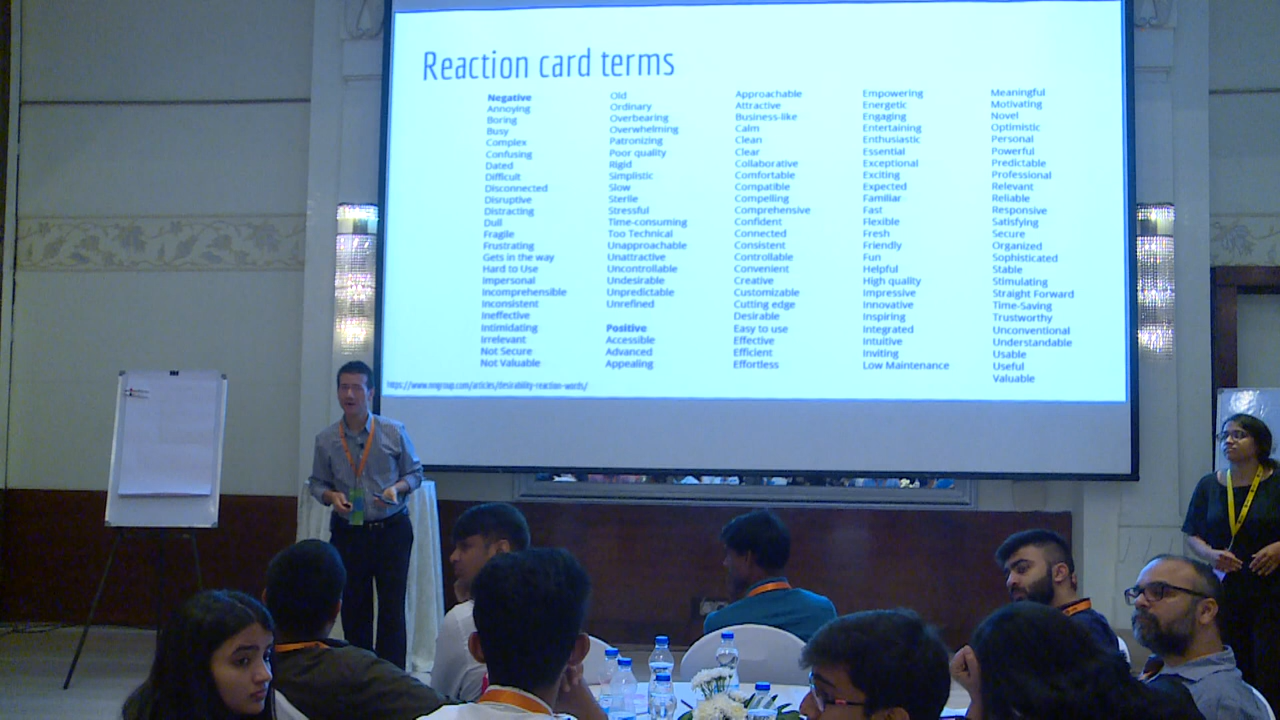 Reaction card terms
Negative
Annoying
Boring
Busy
Complex
Confusing
Dated
Difficult
Disconnected
Disruptive
Distracting
Dull
Fragile
Frustrating
Gets in the way
Hard to Use
Impersonal
Incomprehensible
Inconsistent
Ineffective
Intimidating
Irrelevant
Not Secure
Not Valuable
Old
Ordinary
Overbearing
Overwhelming
Patronizing
Poor quality
Rigid
Simplistic
Slow
Sterile
Stressful
Time-consuming
Too Technical
Unapproachable
Unattractive
Uncontrollable
Undesirable
Unpredictable
Unrefined
Positive
Accessible
Advanced
Appealing
Approachable
Attractive
Business-like
Calm
Clean
Clear
Collaborative
Comfortable
Compatible
Compelling
Comprehensive
Confident
Connected
Consistent
Controllable
Convenient
Creative
Customizable
Cutting edge
Desirable
Easy to use
Effective
Efficient
Effortless
Empowering
Energetic
Engaging
Entertaining
Enthusiastic
Essential
Exceptional
Exciting
Expected
Familiar
Fast
Flexible
Fresh
Friendly
Fun
Helpful
High quality
Impressive
Innovative
Inspiring
Integrated
Intuitive
Inviting
Low Maintenance
Meaningful
Motivating
Novel
Optimistic
Personal
Powerful
Predictable
Professional
Relevant
Reliable
Responsive
Satisfying
Secure
Organized
Sophisticated
Stable
Stimulating
Straight Forward
Time-Saving
Trustworthy
Unconventional
Understandable
Usable
Useful
Valuable
https://www.nngroup.com/articles/desirability-reaction-words/